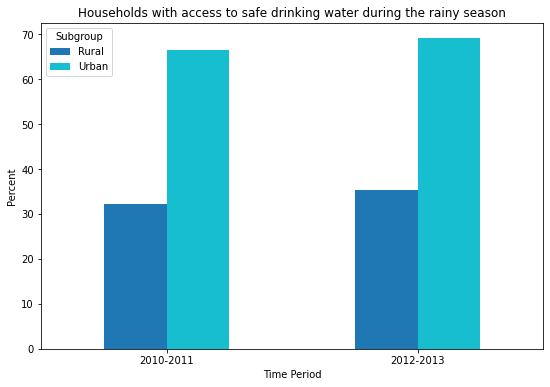 Households with access to safe drinking water during the rainy season
Subgroup
Rural
Urban
70
60
50
40
30
20
10
0
Percent
2010-2011
2012-2013
Time Period